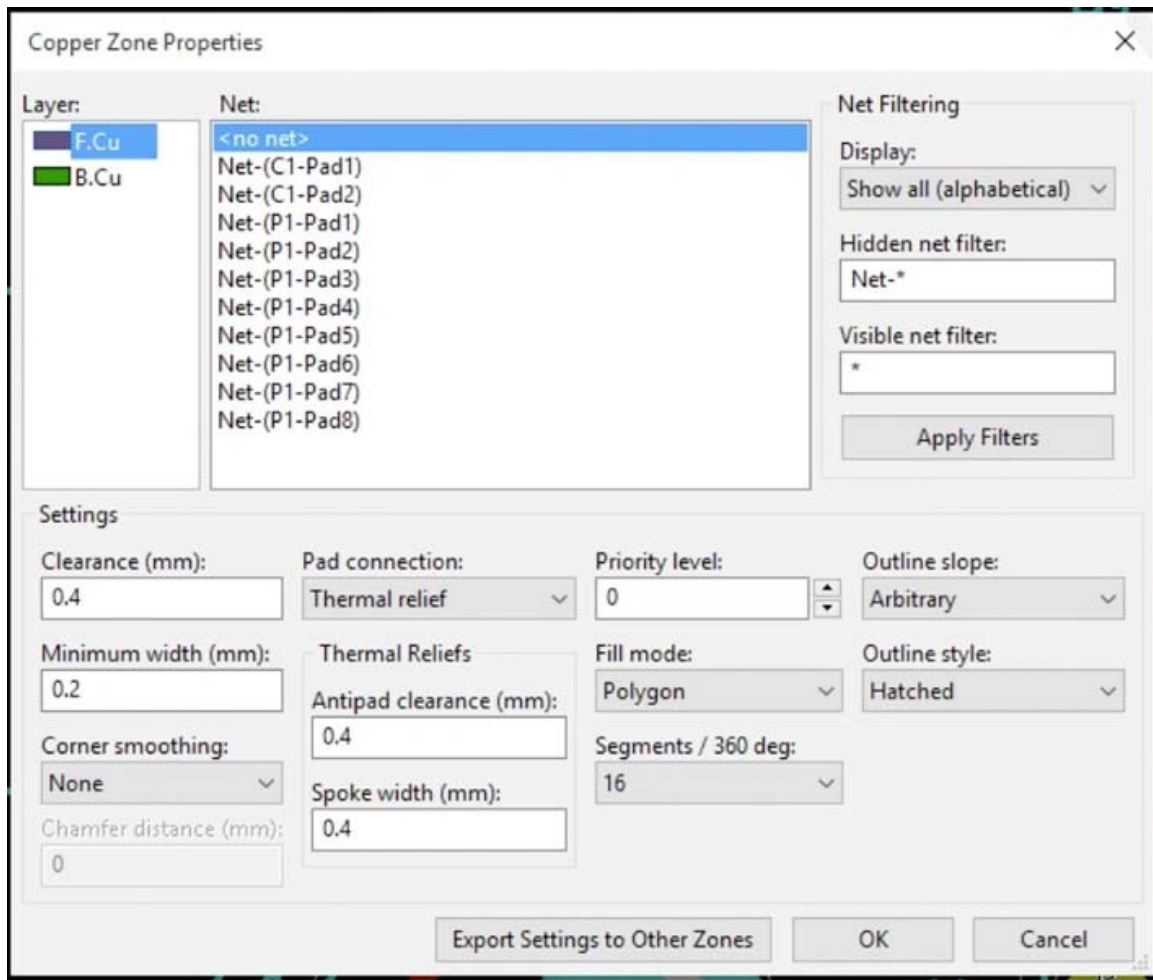 Copper Zone Properties
Layer:
F.Cu
B.Cu
Net:
<no net>
Net-(C1-Pad1)
Net-(C1-Pad2)
Net-(P1-Pad1)
Net-(P1-Pad2)
Net-(P1-Pad3)
Net-(P1-Pad4)
Net-(P1-Pad5)
Net-(P1-Pad6)
Net-(P1-Pad7)
Net-(P1-Pad8)
Net Filtering
Display:
Show all (alphabetical)
Hidden net filter:
Net-*
Visible net filter:
*
Apply Filters
Settings
Clearance (mm):
0.4
Minimum width (mm):
0.2
Corner smoothing:
None
Chamfer distance (mm):
0
Pad connection:
Thermal relief
Thermal Reliefs
Antipad clearance (mm):
0.4
Spoke width (mm):
0.4
Priority level:
0
Fill mode:
Polygon
Segments / 360 deg:
16
Outline slope:
Arbitrary
Outline style:
Hatched
Export Settings to Other Zones
OK
Cancel